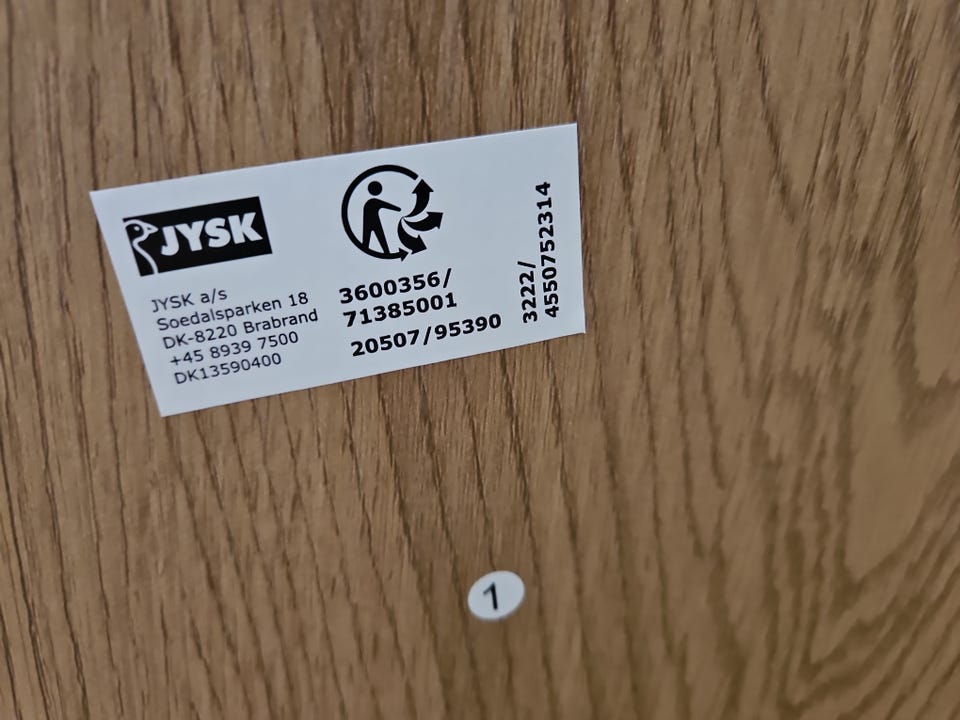 JYSK
JYSK a/s
Soedalsparken 18
DK-8220 Brabrand
+45 8939 7500
DK13590400
3600356/
71385001
20507/95390
3222/
4550752314
1